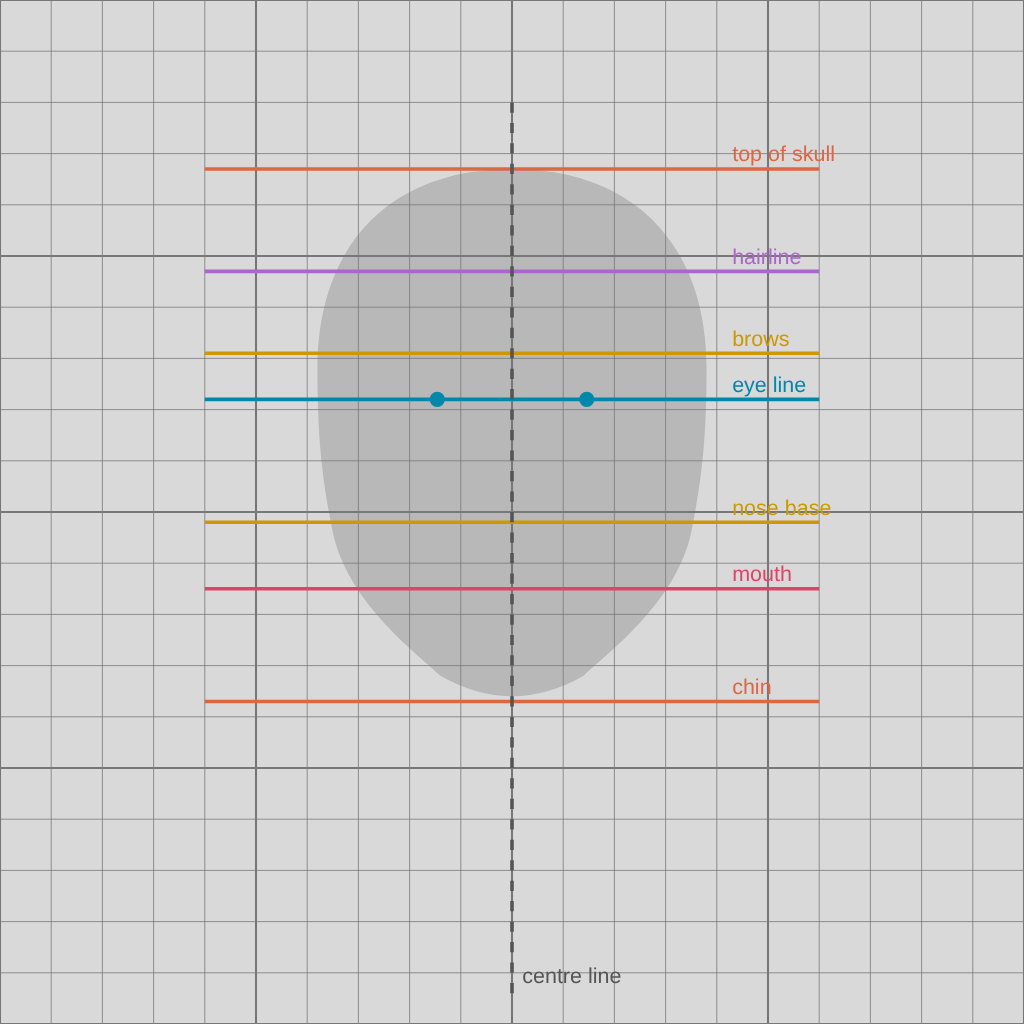 top of skull
hairline
brows
eye line
nose base
mouth
chin
centre line